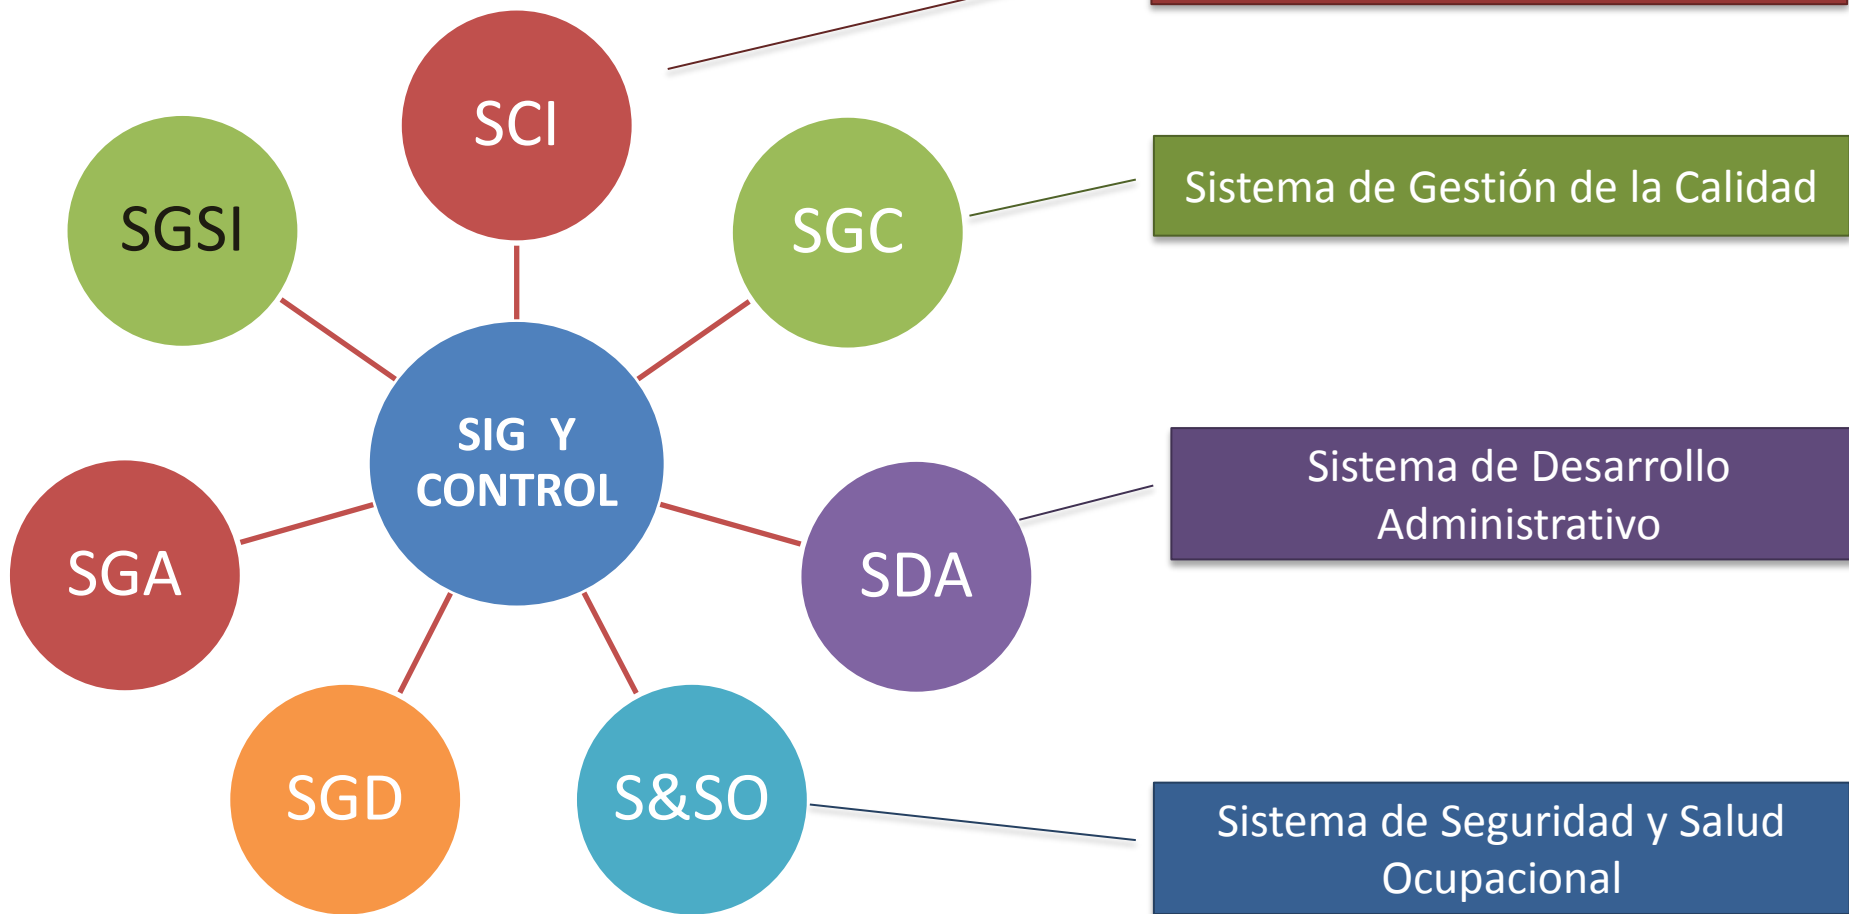 SCI
SGSI
SGC
Sistema de Gestión de la Calidad
SIG Y
CONTROL
SGA
SDA
Sistema de Desarrollo
Administrativo
SGD
S&SO
Sistema de Seguridad y Salud
Ocupacional